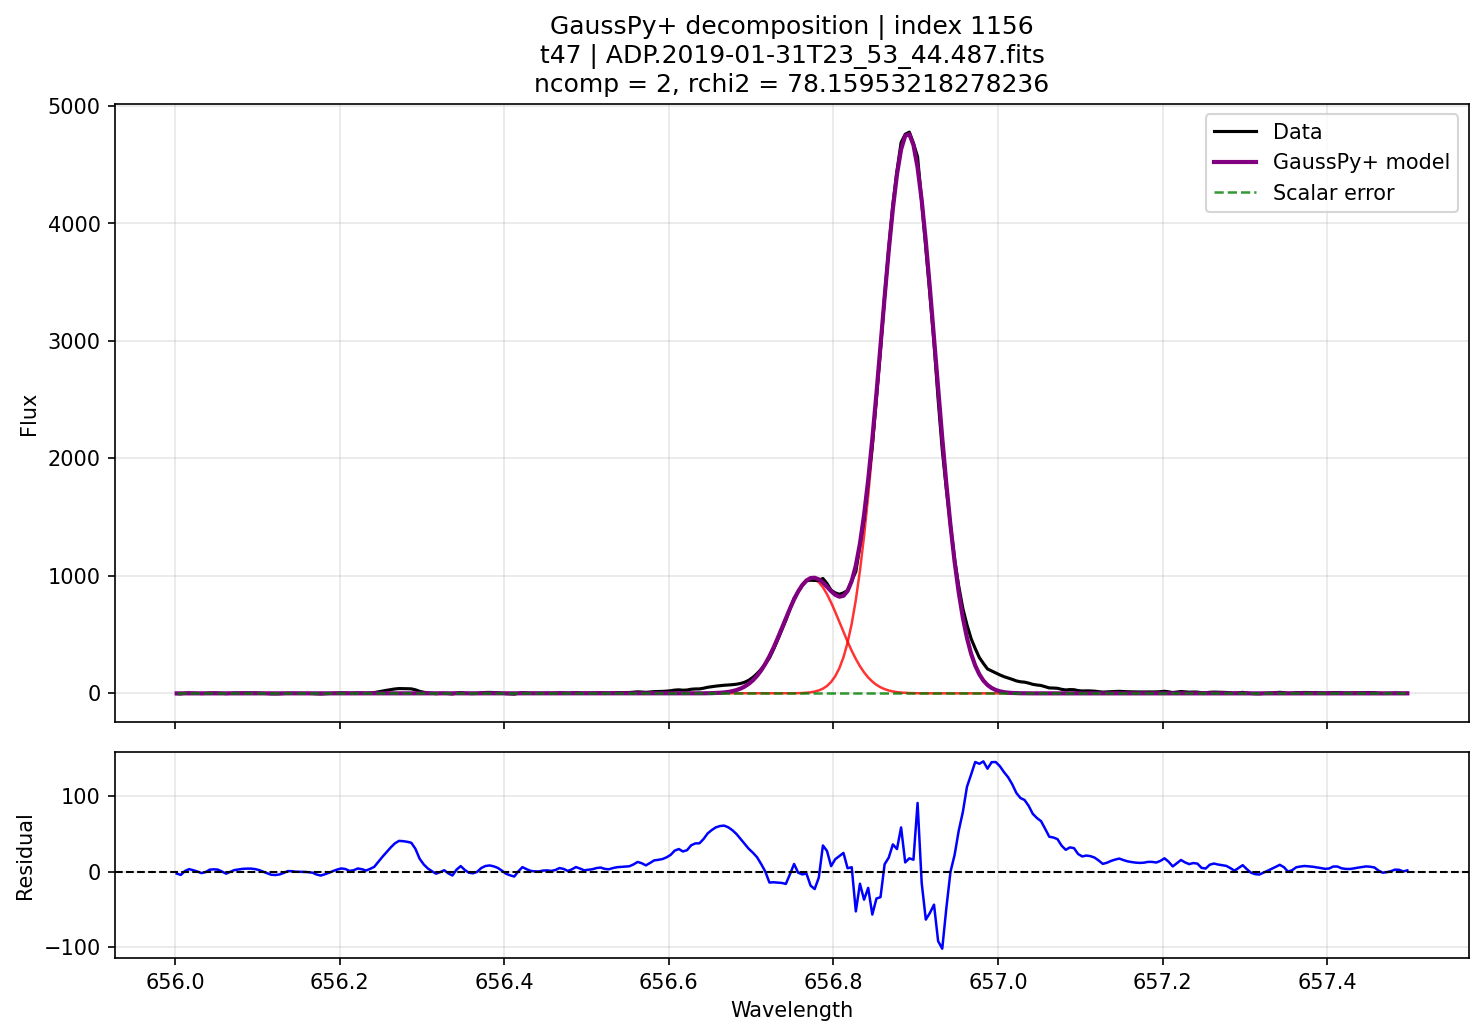 GaussPy+ decomposition | index 1156
t47 | ADP.2019-01-31T23_53_44.487.fits
ncomp = 2, rchi2 = 78.15953218278236
Data
GaussPy+ model
Scalar error
5000
4000
3000
2000
1000
0
Flux
100
0
−100
Residual
656.0 656.2 656.4 656.6 656.8 657.0 657.2 657.4
Wavelength